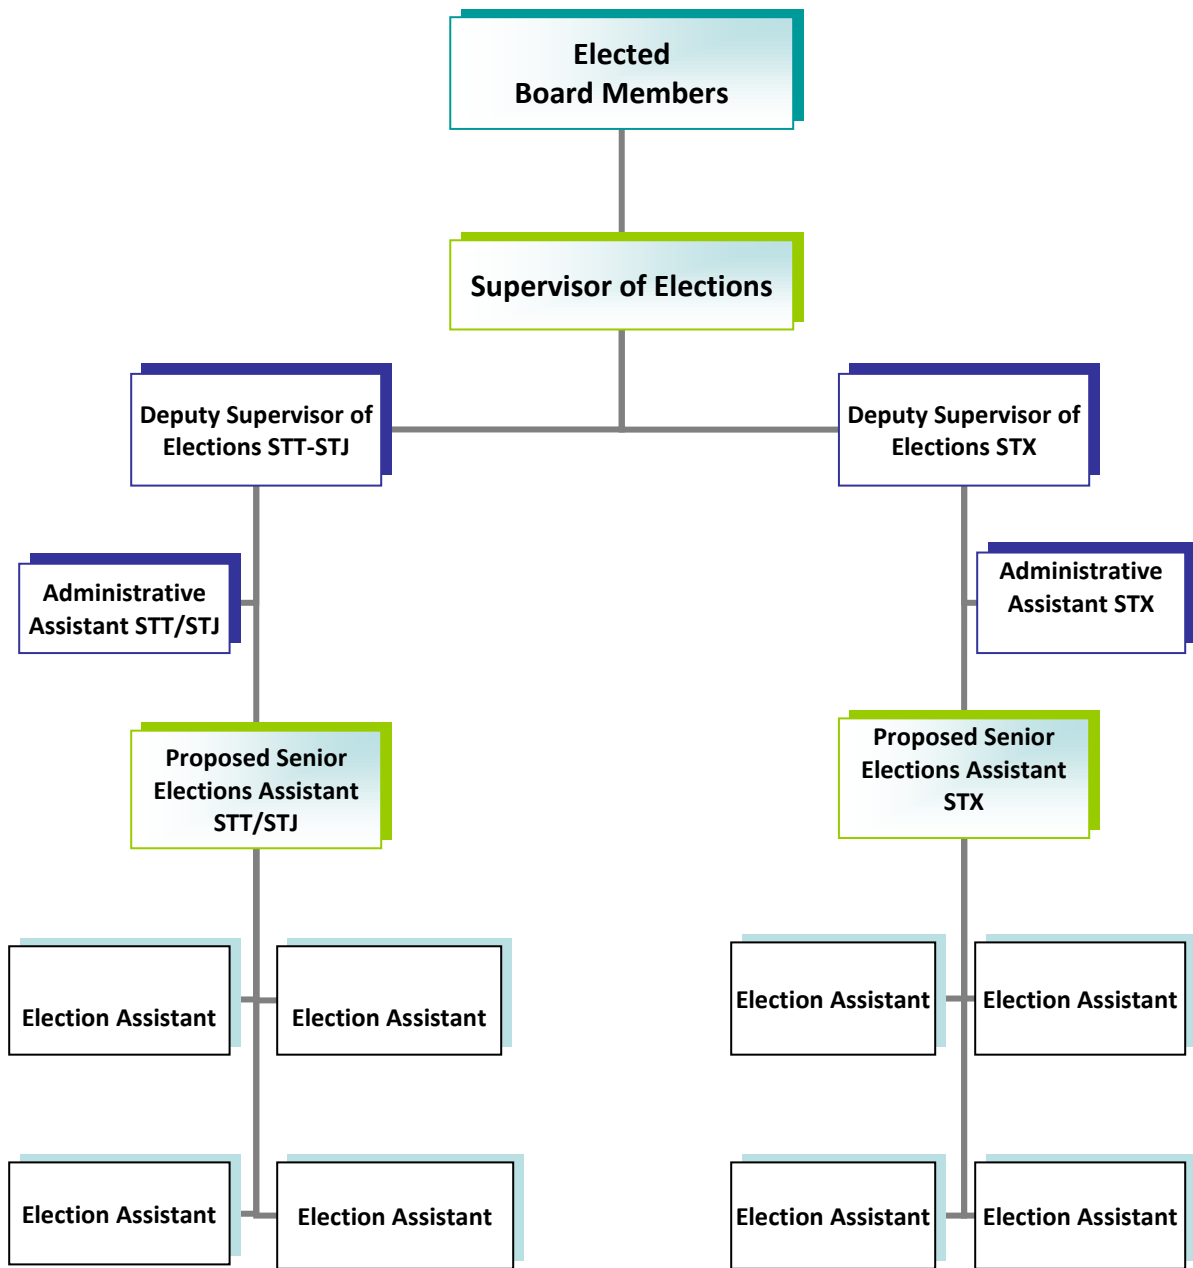 Elected
Board Members
Supervisor of Elections
Deputy Supervisor of
Elections STT-STJ
Deputy Supervisor of
Elections STX
Administrative
Assistant STT/STJ
Administrative
Assistant STX
Proposed Senior
Elections Assistant
STT/STJ
Proposed Senior
Elections Assistant
STX
Election Assistant
Election Assistant
Election Assistant
Election Assistant
Election Assistant
Election Assistant
Election Assistant
Election Assistant